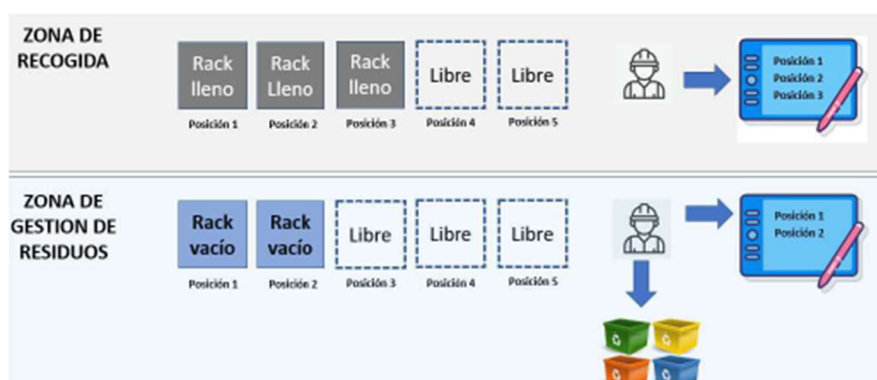 ZONA DE
RECOGIDA
Rack
lleno
Rack
Lleno
Rack
lleno
Libre
Libre
Posición 1
Posición 2
Posición 3
Posición 4
Posición 5
Posición 1
Posición 2
Posición 3
ZONA DE
GESTION DE
RESIDUOS
Rack
vacío
Rack
vacío
Libre
Libre
Libre
Posición 1
Posición 2
Posición 3
Posición 4
Posición 5
Posición 1
Posición 2